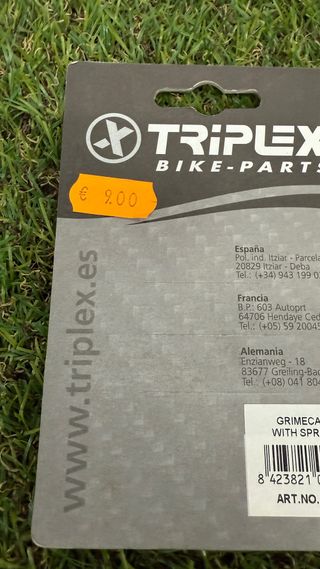 TRiPLEX
BIKE-PARTS
€ 9.00
www.triplex.es
España
Pol. ind. Itziar - Parcela
20829 Itziar - Deba
Tel.: (+34) 943 199 0
Francia
B.P.: 603 Autoprt
64706 Hendaye Ced
Tel.: (+05) 59 2004
Alemania
Enzianweg - 18
83677 Greifling-Bad
Tel.: (+08) 041 804
GRIMECA
WITH SPR
8 423821 0
ART.NO.